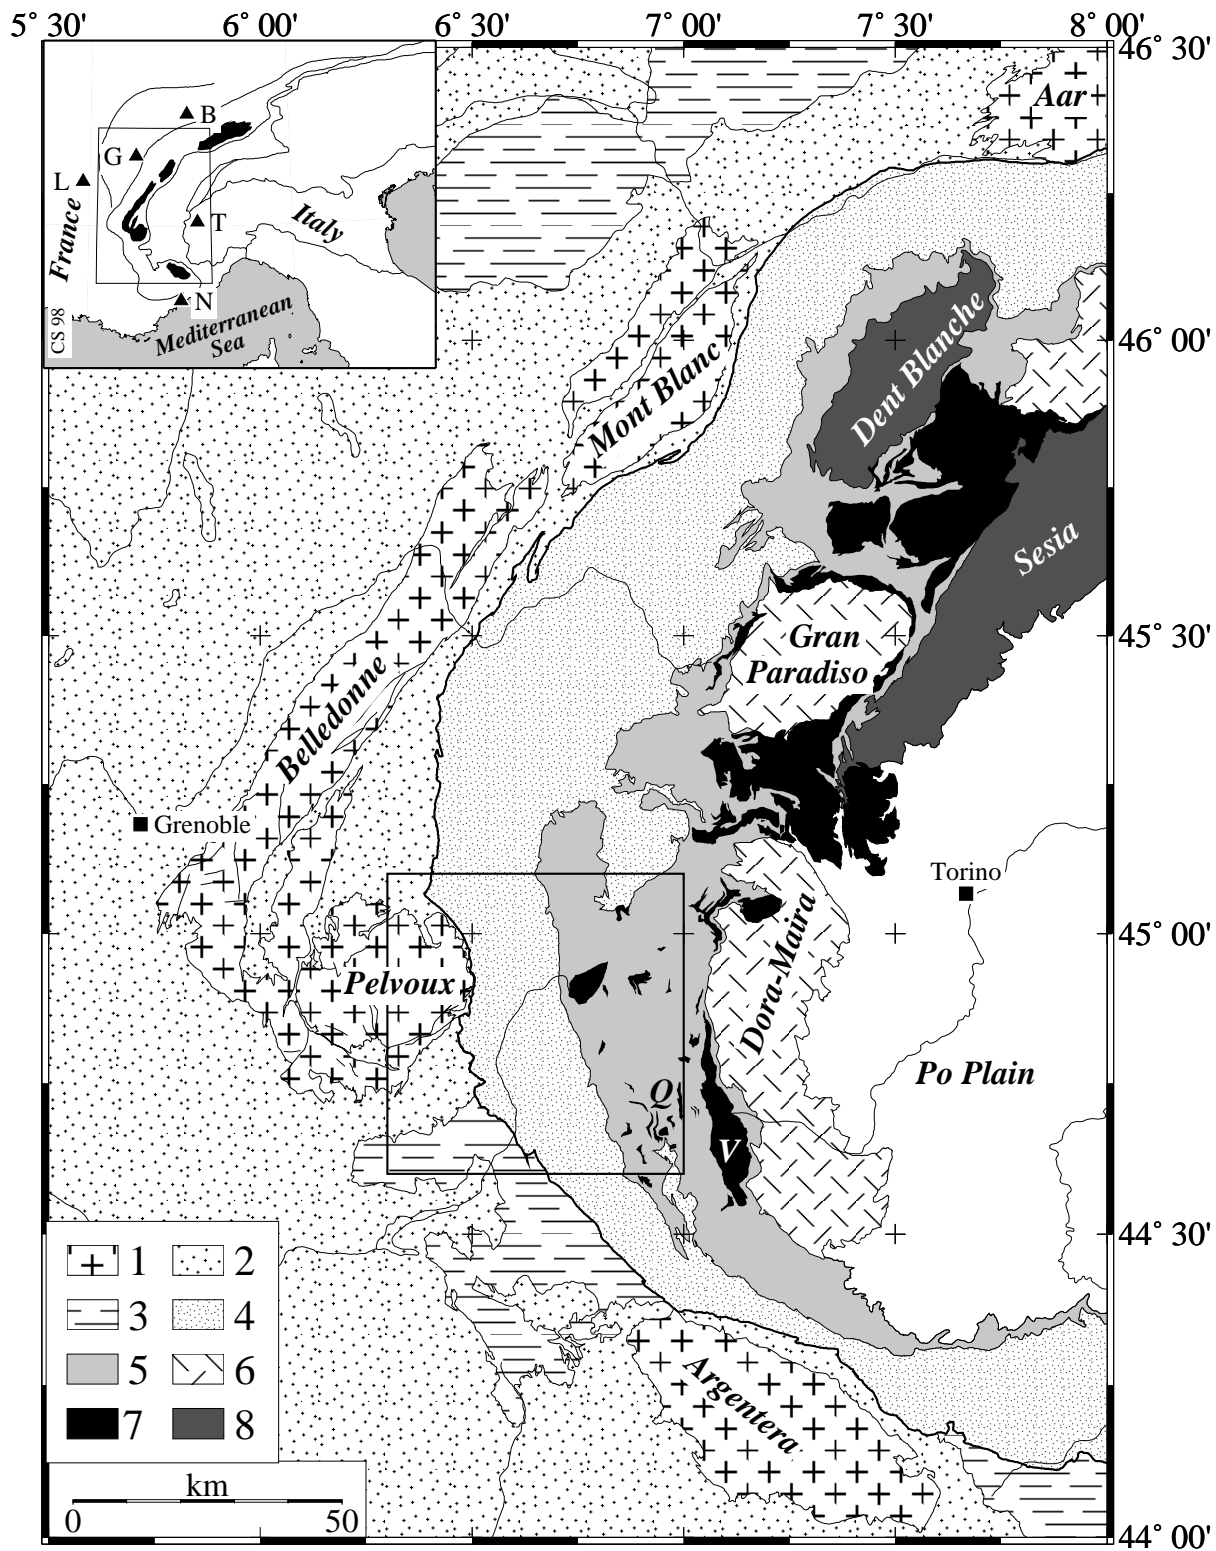 5° 30'
6° 00'
6° 30'
7° 00'
7° 30'
8° 00'
46° 30'
Aar
B
G
L
T
France
Italy
N
CS 98
Mediterranean
Sea
46° 00'
Dent Blanche
Mont Blanc
Sesia
45° 30'
Gran
Paradiso
Belledonne
Grenoble
Torino
45° 00'
Pelvoux
Dora-Maira
Po Plain
Q
V
44° 30'
1 2
3 4
5 6
7 8
Argentera
km
0 50
44° 00'